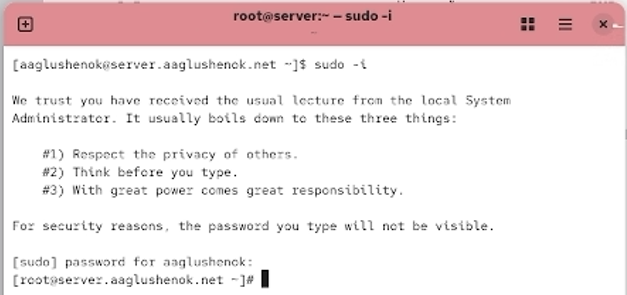 root@server:~ — sudo -i
[aaglushenok@server.aaglushenok.net ~]$ sudo -i
We trust you have received the usual lecture from the local System
Administrator. It usually boils down to these three things:
#1) Respect the privacy of others.
#2) Think before you type.
#3) With great power comes great responsibility.
For security reasons, the password you type will not be visible.
[sudo] password for aaglushenok:
[root@server.aaglushenok.net ~]#